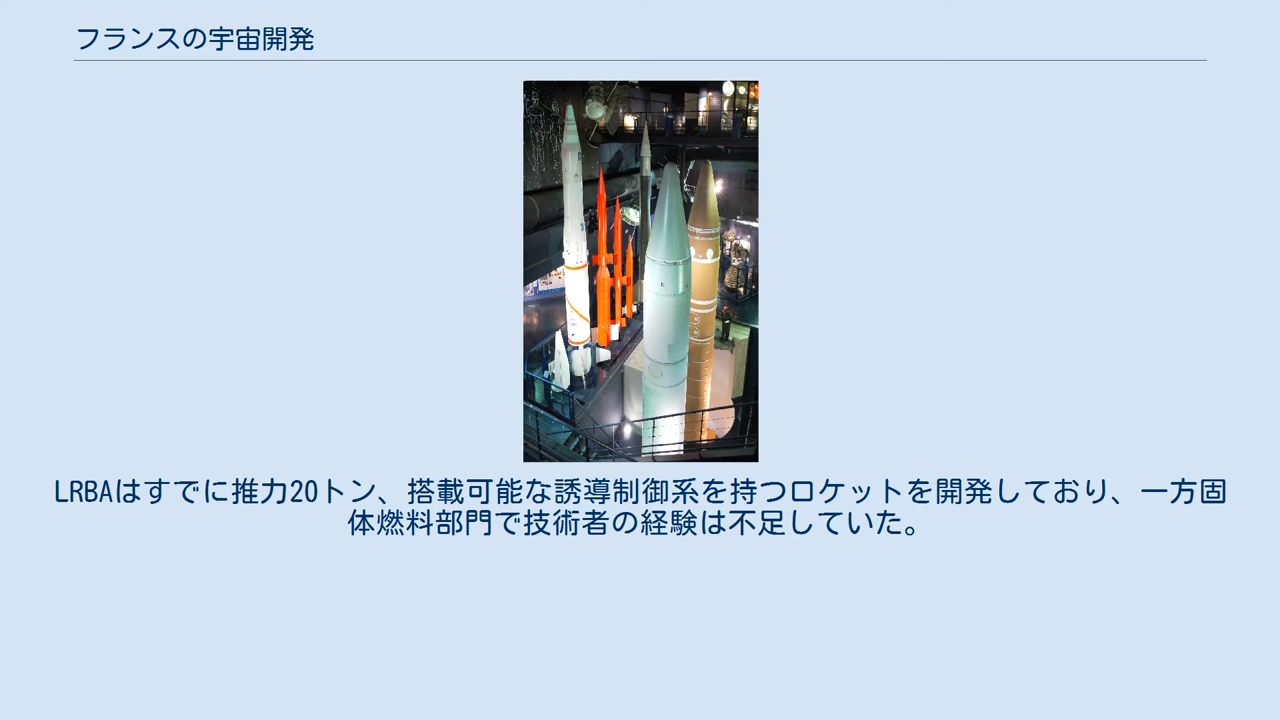 フランスの宇宙開発
LRBAはすでに推力20トン、搭載可能な誘導制御系を持つロケットを開発しており、一方固
体燃料部門で技術者の経験は不足していた。